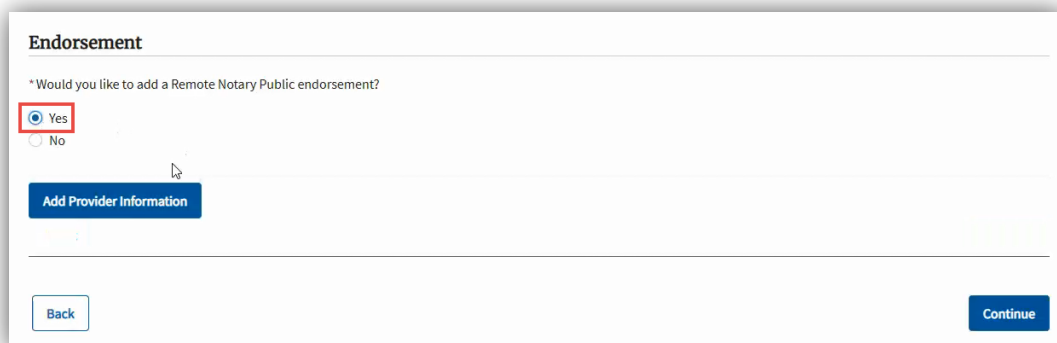 Endorsement
*Would you like to add a Remote Notary Public endorsement?
Yes
No
Add Provider Information
Back
Continue